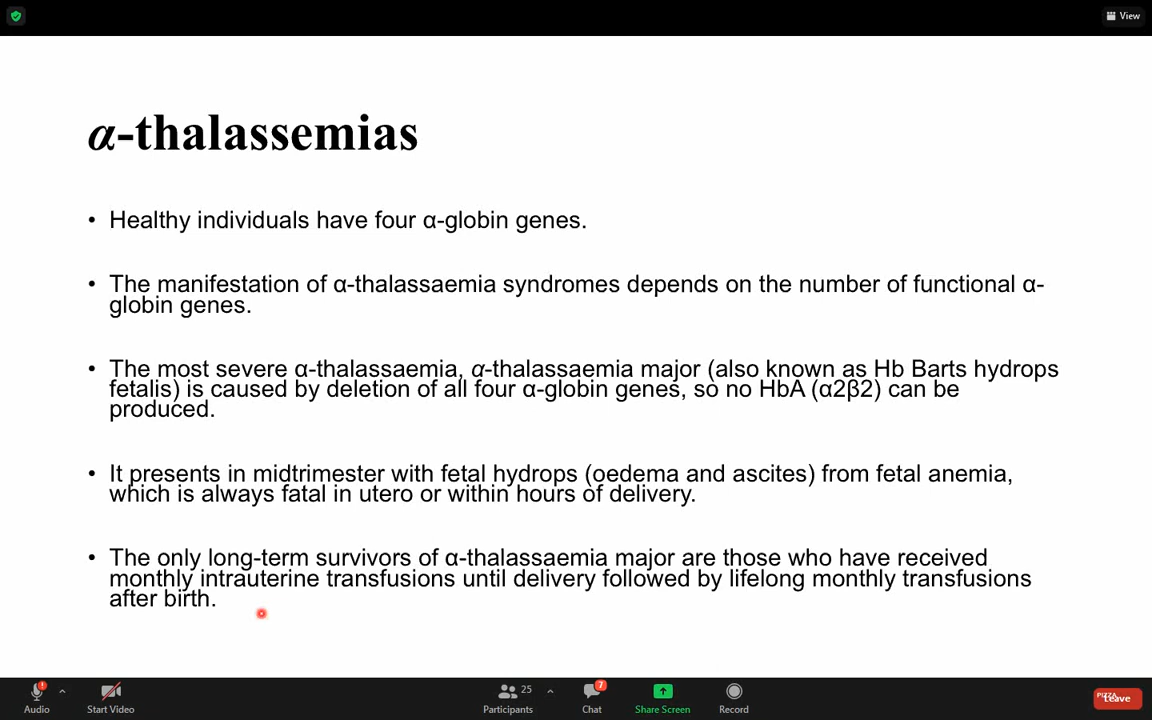 View
α-thalassemias
• Healthy individuals have four α-globin genes.
• The manifestation of α-thalassaemia syndromes depends on the number of functional α-
globin genes.
• The most severe α-thalassaemia, α-thalassaemia major (also known as Hb Barts hydrops
fetalis) is caused by deletion of all four α-globin genes, so no HbA (α2β2) can be
produced.
• It presents in midtrimester with fetal hydrops (oedema and ascites) from fetal anemia,
which is always fatal in utero or within hours of delivery.
• The only long-term survivors of α-thalassaemia major are those who have received
monthly intrauterine transfusions until delivery followed by lifelong monthly transfusions
after birth.
! 25 7 PIZZA Leave
Audio Start Video Participants Chat Share Screen Record